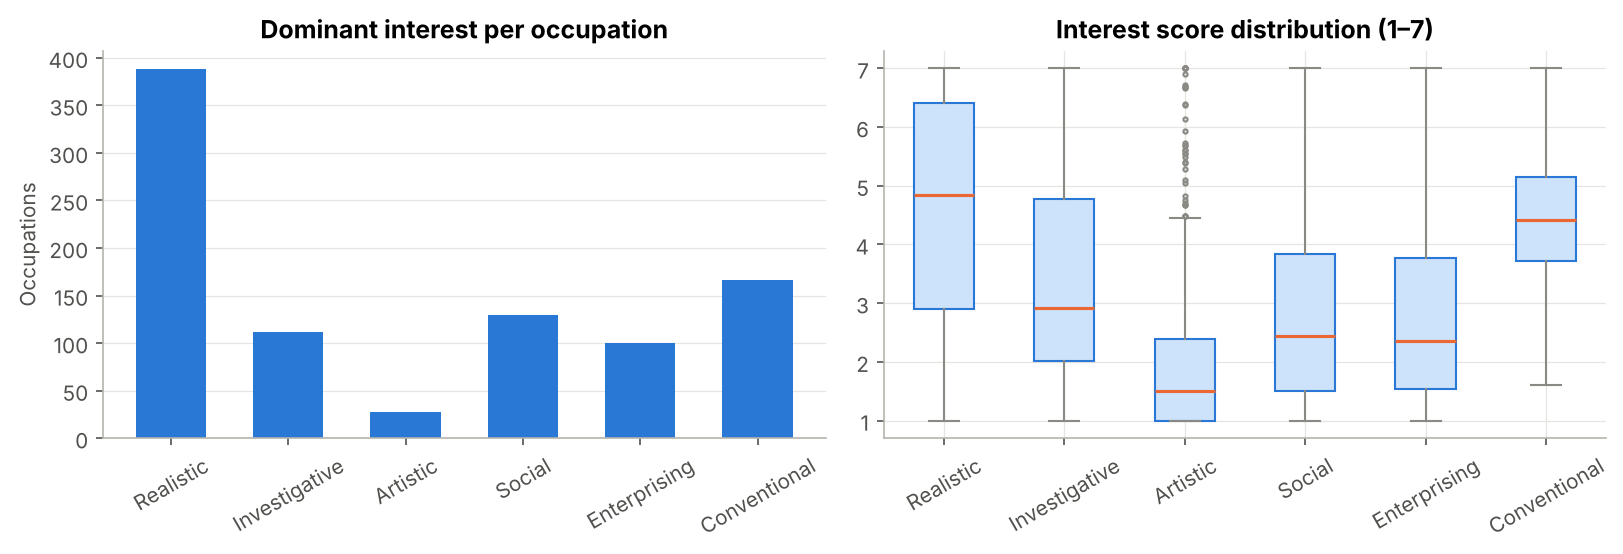 Dominant interest per occupation
400
350
300
250
200
150
100
50
0
Occupations
Realistic
Investigative
Artistic
Social
Enterprising
Conventional
Interest score distribution (1–7)
7
6
5
4
3
2
1
Realistic
Investigative
Artistic
Social
Enterprising
Conventional